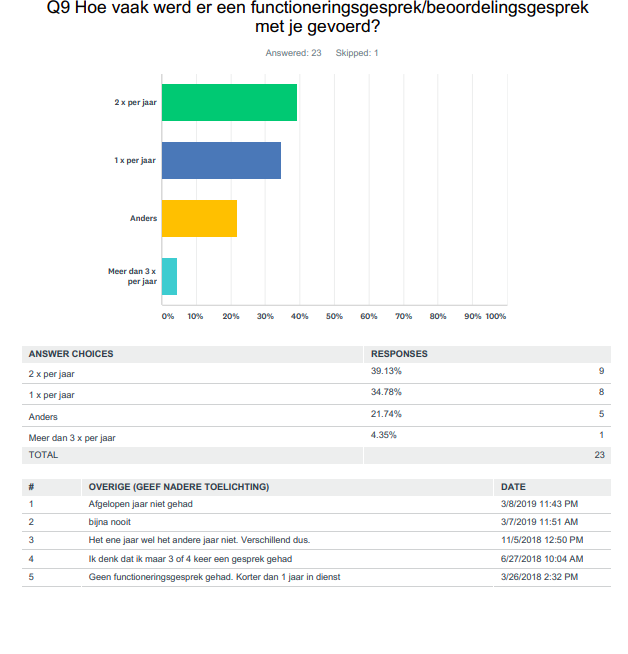 Q9 Hoe vaak werd er een functioneringsgesprek/beoordelingsgesprek
met je gevoerd?
Answered: 23 Skipped: 1
2 x per jaar
1 x per jaar
Anders
Meer dan 3 x
per jaar
0% 10% 20% 30% 40% 50% 60% 70% 80% 90% 100%
ANSWER CHOICES RESPONSES
2 x per jaar 39.13% 9
1 x per jaar 34.78% 8
Anders 21.74% 5
Meer dan 3 x per jaar 4.35% 1
TOTAL 23
# OVERIGE (GEEF NADERE TOELICHTING) DATE
1 Afgelopen jaar niet gehad 3/8/2019 11:43 PM
2 bijna nooit 3/7/2019 11:51 AM
3 Het ene jaar wel het andere jaar niet. Verschillend dus. 11/5/2018 12:50 PM
4 Ik denk dat ik maar 3 of 4 keer een gesprek gehad 6/27/2018 10:04 AM
5 Geen functioneringsgesprek gehad. Korter dan 1 jaar in dienst 3/26/2018 2:32 PM